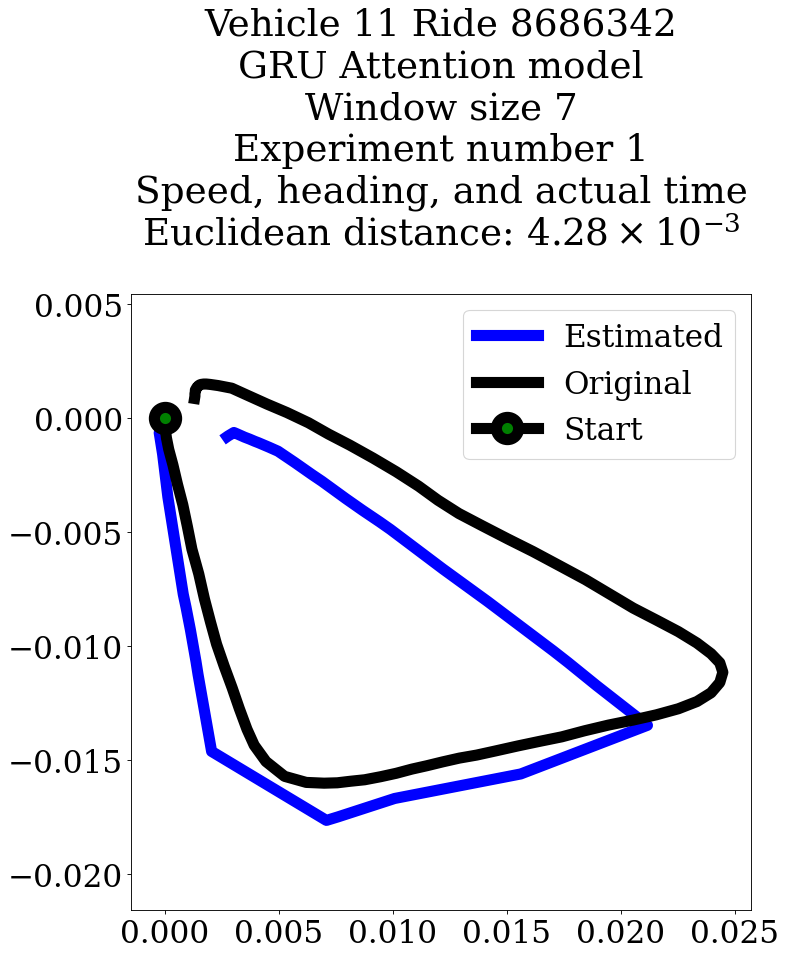 Vehicle 11 Ride 8686342
GRU Attention model
Window size 7
Experiment number 1
Speed, heading, and actual time
Euclidean distance: 4.28 × 10⁻³
Estimated
Original
Start
0.005
0.000
−0.005
−0.010
−0.015
−0.020
0.000 0.005 0.010 0.015 0.020 0.025